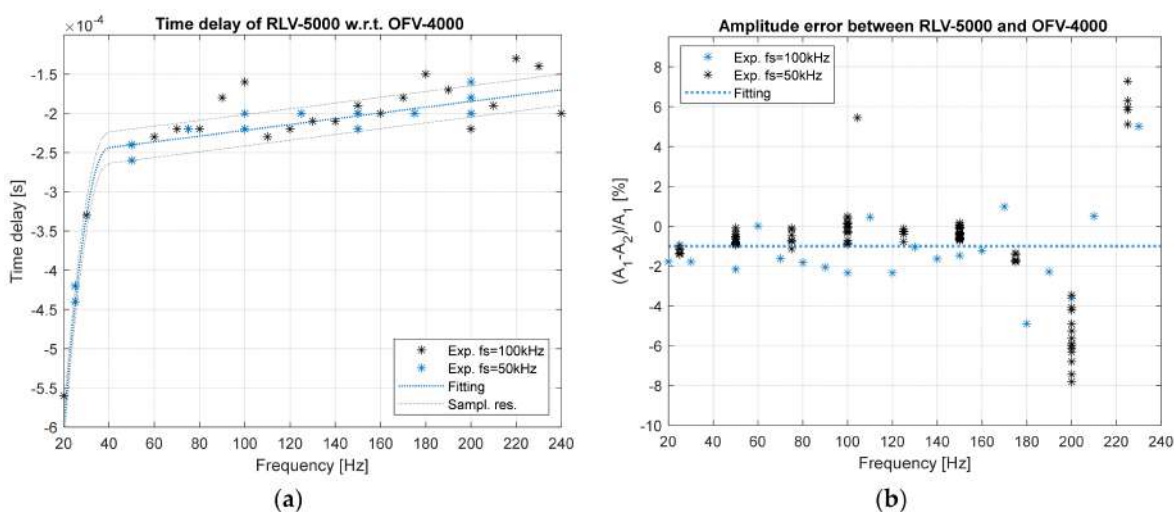 Time delay of RLV-5000 w.r.t. OFV-4000
×10⁻⁴
-1.5
-2
-2.5
-3
-3.5
-4
-4.5
-5
-5.5
-6
Time delay [s]
Exp. fs=100kHz
Exp. fs=50kHz
Fitting
Sampl. res.
20 40 60 80 100 120 140 160 180 200 220 240
Frequency [Hz]
(a)
Amplitude error between RLV-5000 and OFV-4000
Exp. fs=100kHz
Exp. fs=50kHz
Fitting
8
6
4
2
0
-2
-4
-6
-8
-10
(A₁-A₂)/A₁ [%]
20 40 60 80 100 120 140 160 180 200 220 240
Frequency [Hz]
(b)